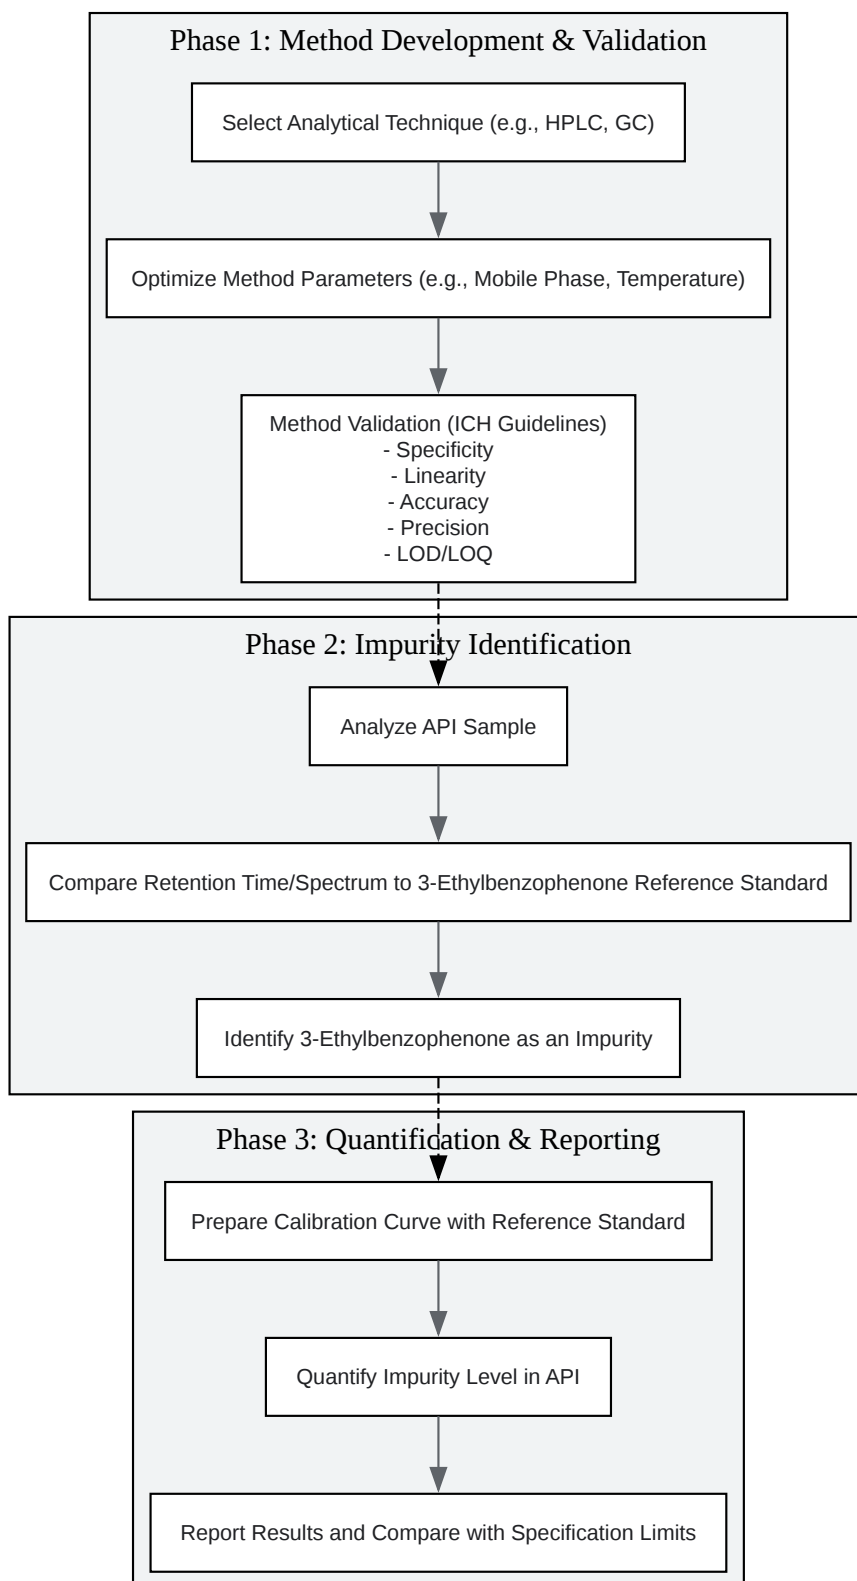 Phase 1: Method Development & Validation
Select Analytical Technique (e.g., HPLC, GC)
Optimize Method Parameters (e.g., Mobile Phase, Temperature)
Method Validation (ICH Guidelines)
- Specificity
- Linearity
- Accuracy
- Precision
- LOD/LOQ
Phase 2: Impurity Identification
Analyze API Sample
Compare Retention Time/Spectrum to 3-Ethylbenzophenone Reference Standard
Identify 3-Ethylbenzophenone as an Impurity
Phase 3: Quantification & Reporting
Prepare Calibration Curve with Reference Standard
Quantify Impurity Level in API
Report Results and Compare with Specification Limits